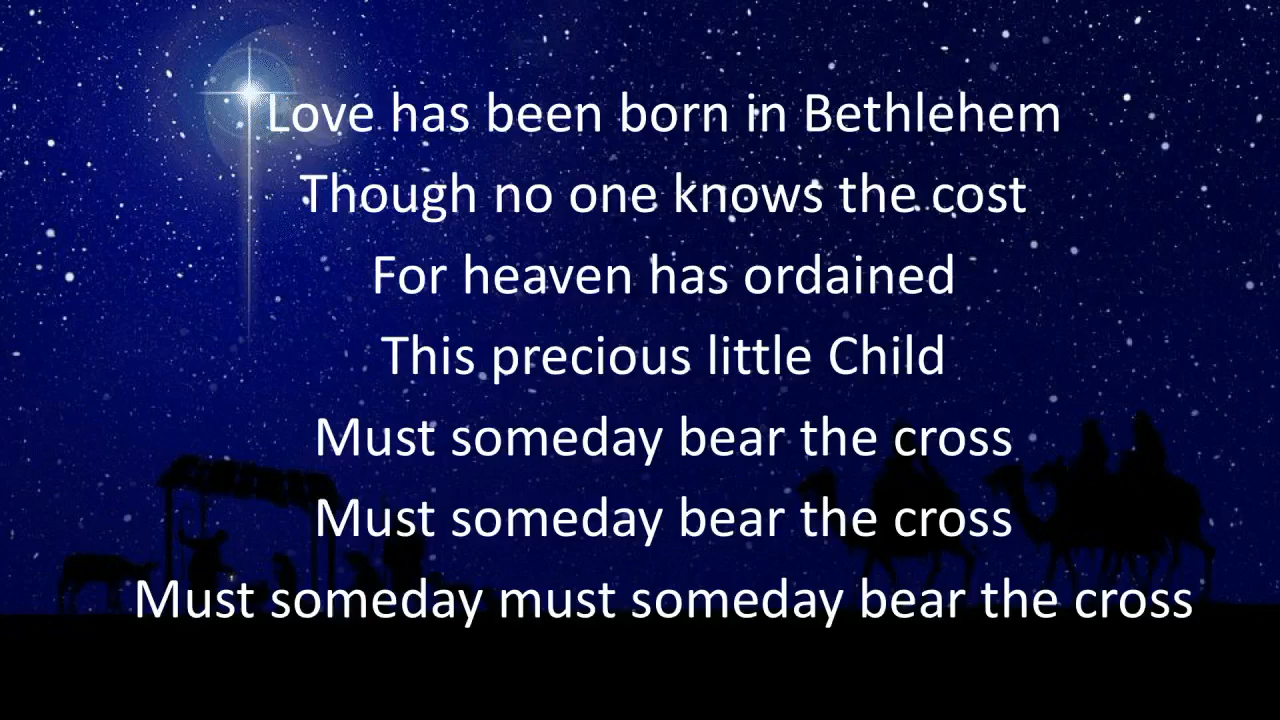 Love has been born in Bethlehem
Though no one knows the cost
For heaven has ordained
This precious little Child
Must someday bear the cross
Must someday bear the cross
Must someday must someday bear the cross